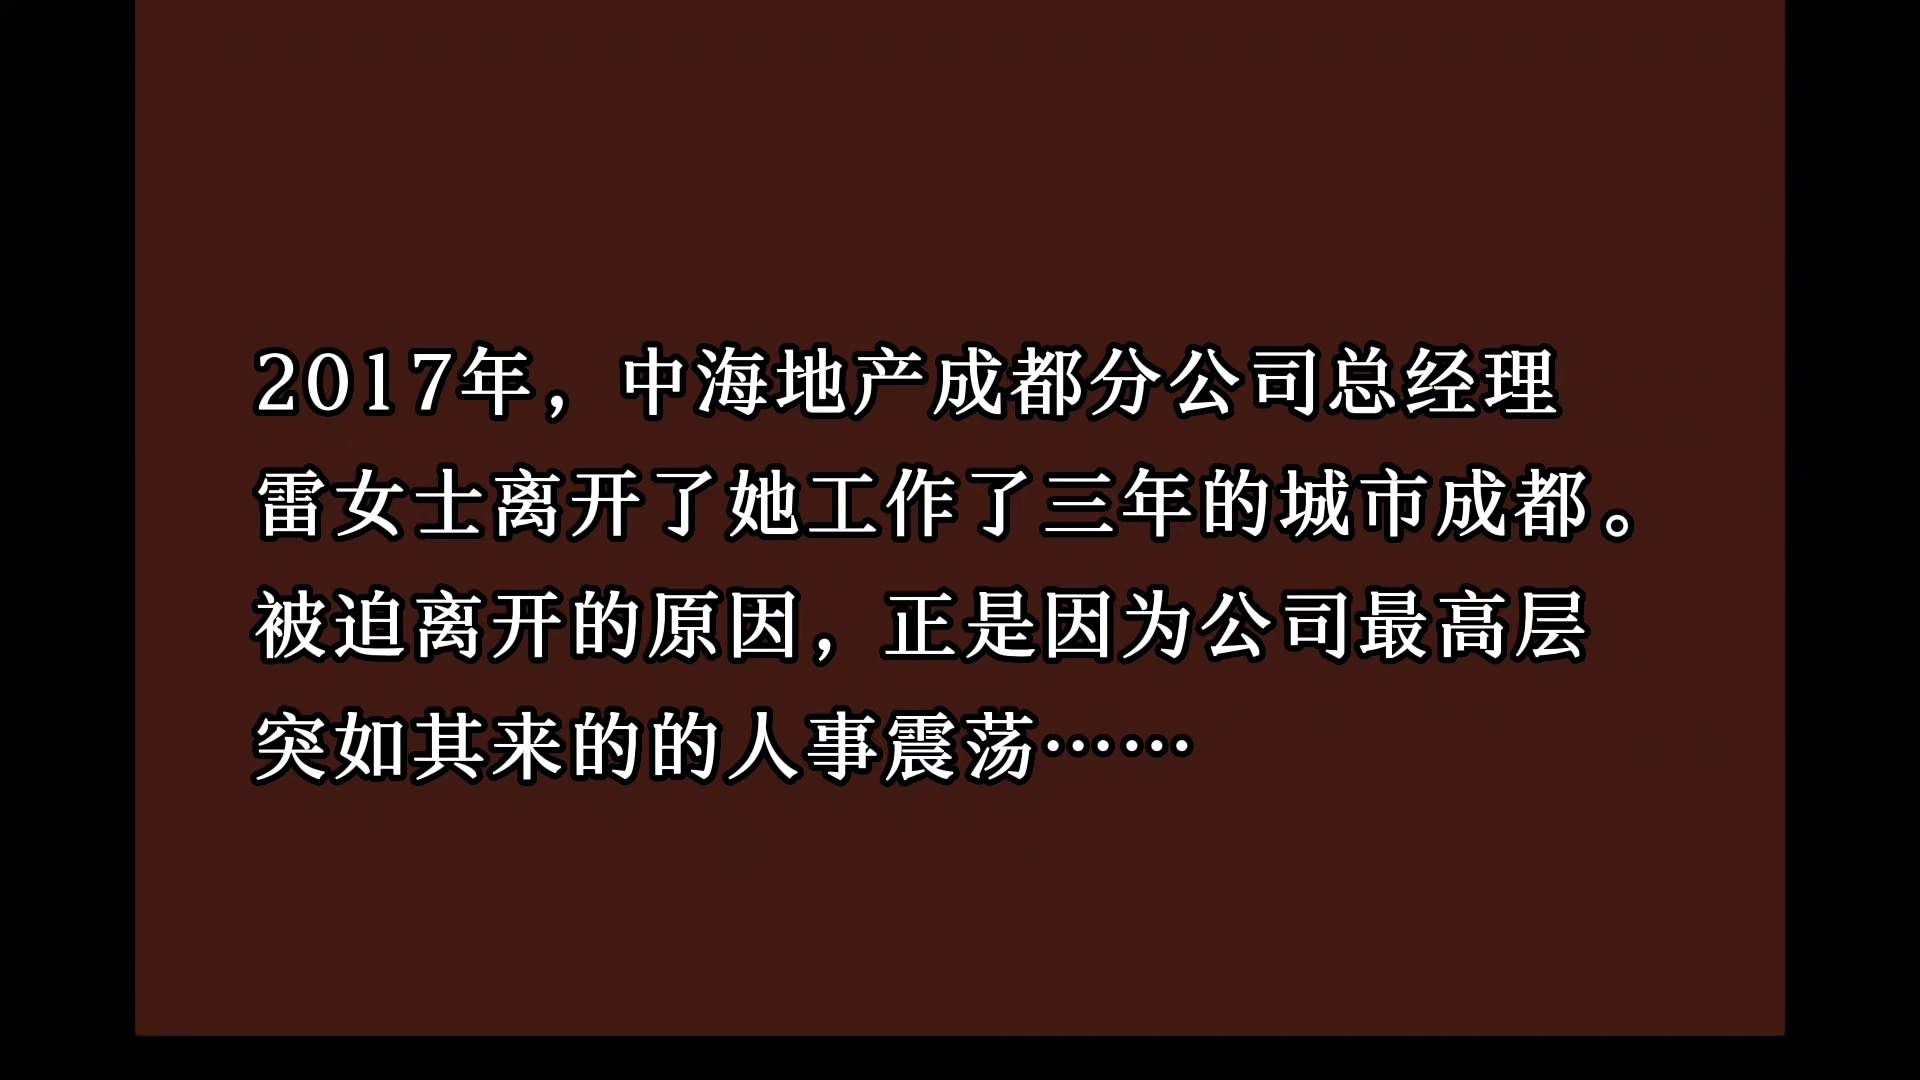 2017年，中海地产成都分公司总经理
雷女士离开了她工作了三年的城市成都。
被迫离开的原因，正是因为公司最高层
突如其来的的人事震荡……